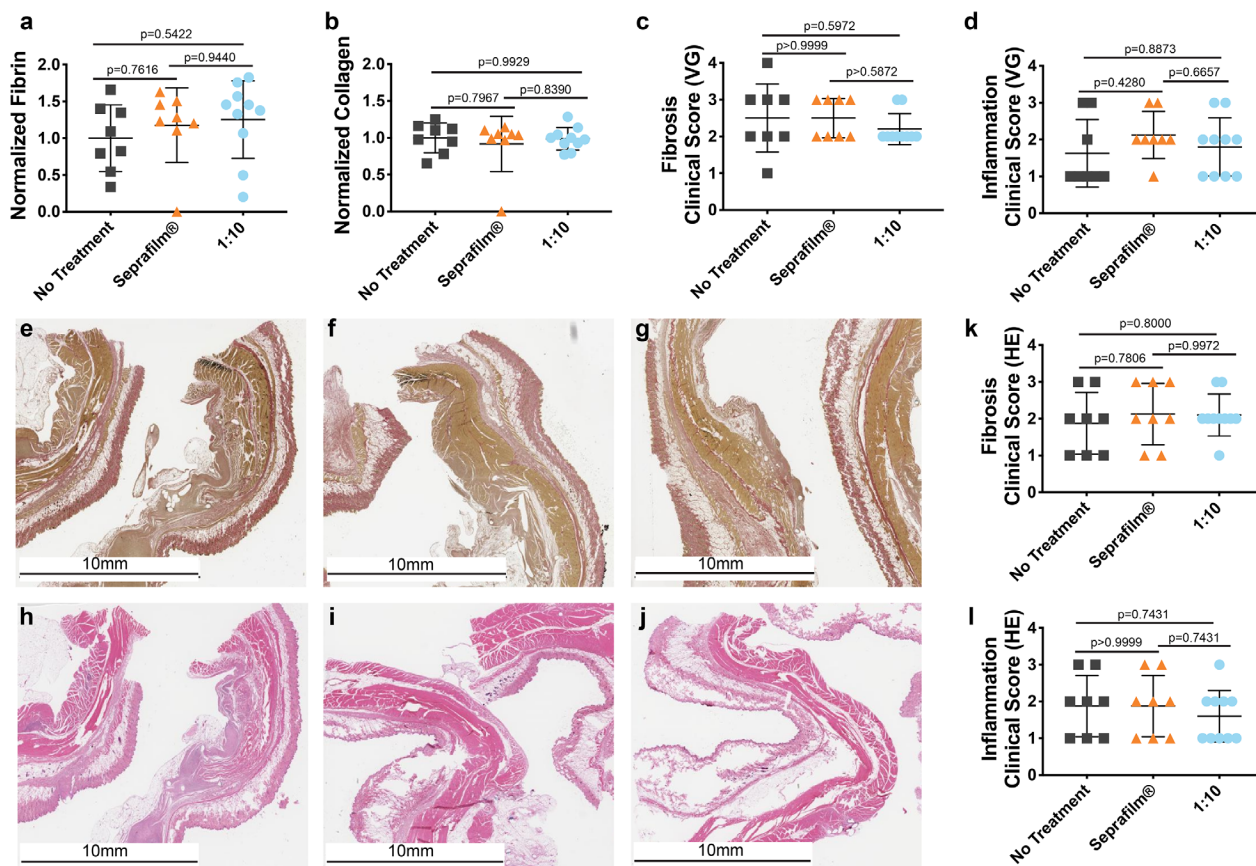 a
p=0.5422
p=0.9440
p=0.7616
Normalized Fibrin
2.0
1.5
1.0
0.5
0.0
No Treatment
Seprafilm®
1:10
b
p=0.9929
p=0.8390
p=0.7967
Normalized Collagen
2.0
1.5
1.0
0.5
0.0
No Treatment
Seprafilm®
1:10
c
p=0.5972
p>0.9999
p>0.5872
Fibrosis
Clinical Score (VG)
4
3
2
1
0
No Treatment
Seprafilm®
1:10
d
p=0.8873
p=0.6657
p=0.4280
Inflammation
Clinical Score (VG)
4
3
2
1
0
No Treatment
Seprafilm®
1:10
e
10mm
f
10mm
g
10mm
k
p=0.8000
p=0.9972
p=0.7806
Fibrosis
Clinical Score (HE)
4
3
2
1
0
No Treatment
Seprafilm®
1:10
h
10mm
i
10mm
j
10mm
l
p=0.7431
p>0.9999
p=0.7431
Inflammation
Clinical Score (HE)
4
3
2
1
0
No Treatment
Seprafilm®
1:10